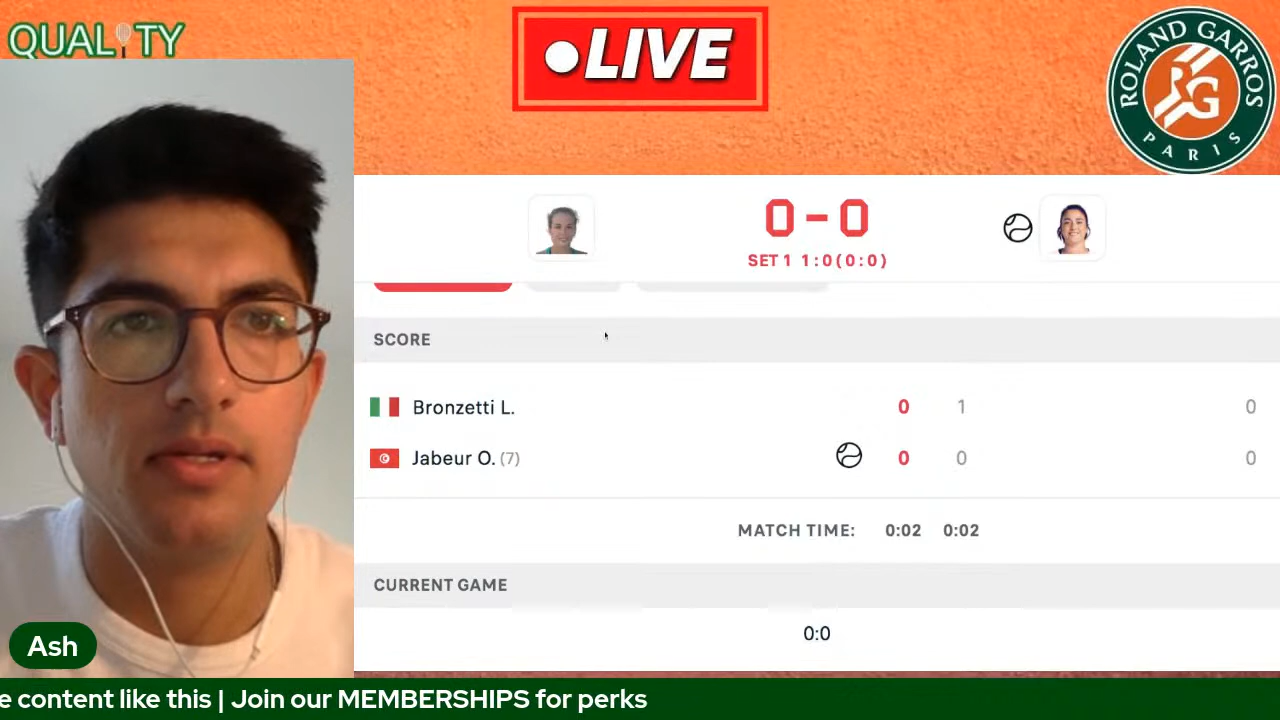 QUALITY
LIVE
ROLAND GARROS
RG
PARIS
0 - 0
SET 1 1 : 0 ( 0 : 0 )
SCORE
Bronzetti L. 0 1 0
Jabeur O. (7) 0 0 0
MATCH TIME: 0:02 0:02
CURRENT GAME
0:0
Ash
e content like this | Join our MEMBERSHIPS for perks